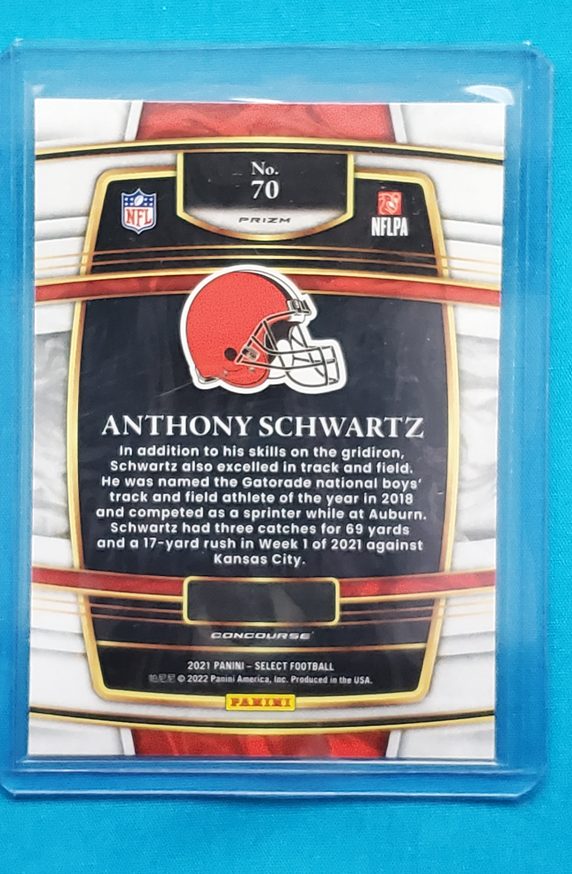 No.
70
PRIZM
NFL
NFLPA
ANTHONY SCHWARTZ
In addition to his skills on the gridiron,
Schwartz also excelled in track and field.
He was named the Gatorade national boys'
track and field athlete of the year in 2018
and competed as a sprinter while at Auburn.
Schwartz had three catches for 69 yards
and a 17-yard rush in Week 1 of 2021 against
Kansas City.
CONCOURSE
2021 PANINI – SELECT FOOTBALL
© 2022 Panini America, Inc. Produced in the USA.
PANINI